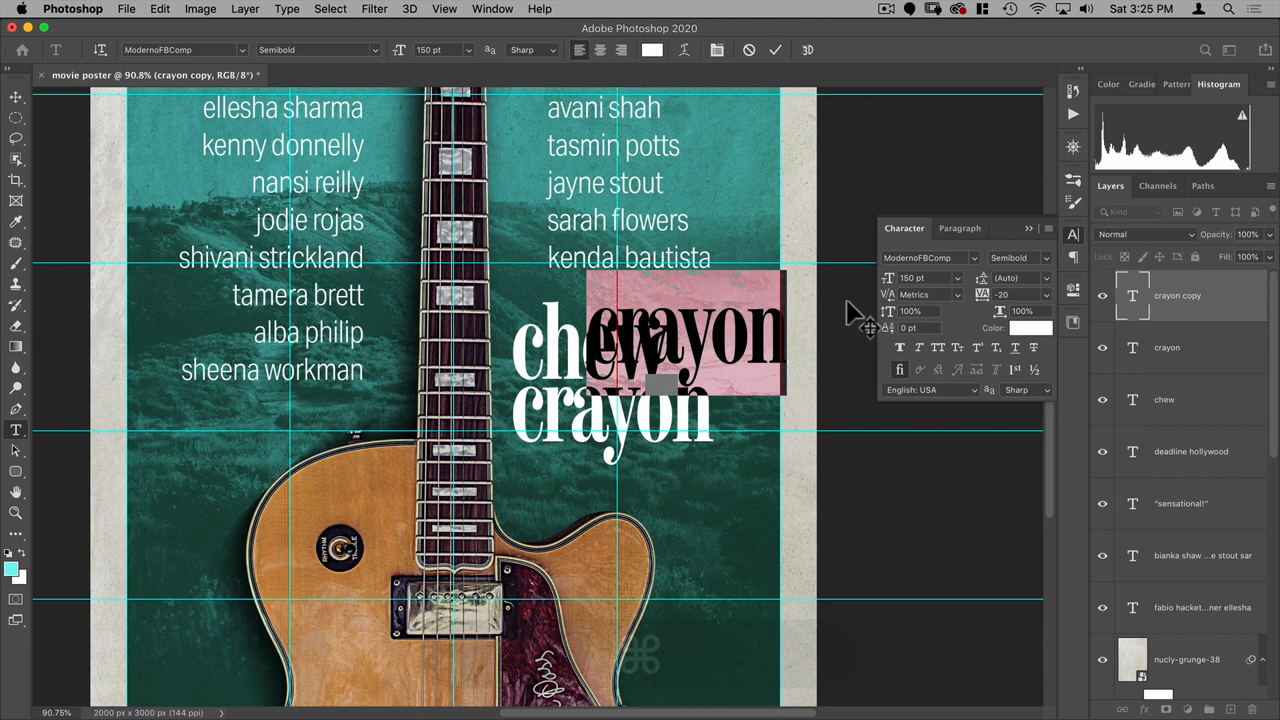 Photoshop File Edit Image Layer Type Select Filter 3D View Window Help Sat 3:25 PM
Adobe Photoshop 2020
T ModernoFBComp Semibold 150 pt Sharp 3D
movie poster @ 90.8% (crayon copy, RGB/8*) *
Color Gradie Patterr Histogram
ellesha sharma
kenny donnelly
nansi reilly
jodie rojas
shivani strickland
tamera brett
alba philip
sheena workman
avani shah
tasmin potts
jayne stout
sarah flowers
kendal bautista
chew
crayon
crayon
Character Paragraph
ModernoFBComp Semibold
150 pt (Auto)
Metrics -20
100% 100%
0 pt Color:
English: USA Sharp
Layers Channels Paths
Kind
Normal Opacity: 100%
Lock: Fill: 100%
T crayon copy
T crayon
T chew
T deadline hollywood
T "sensational!"
T bianka shaw ...e stout sar
T fabio hacket...ner ellesha
nucly-grunge-38
90.75% 2000 px x 3000 px (144 ppi)